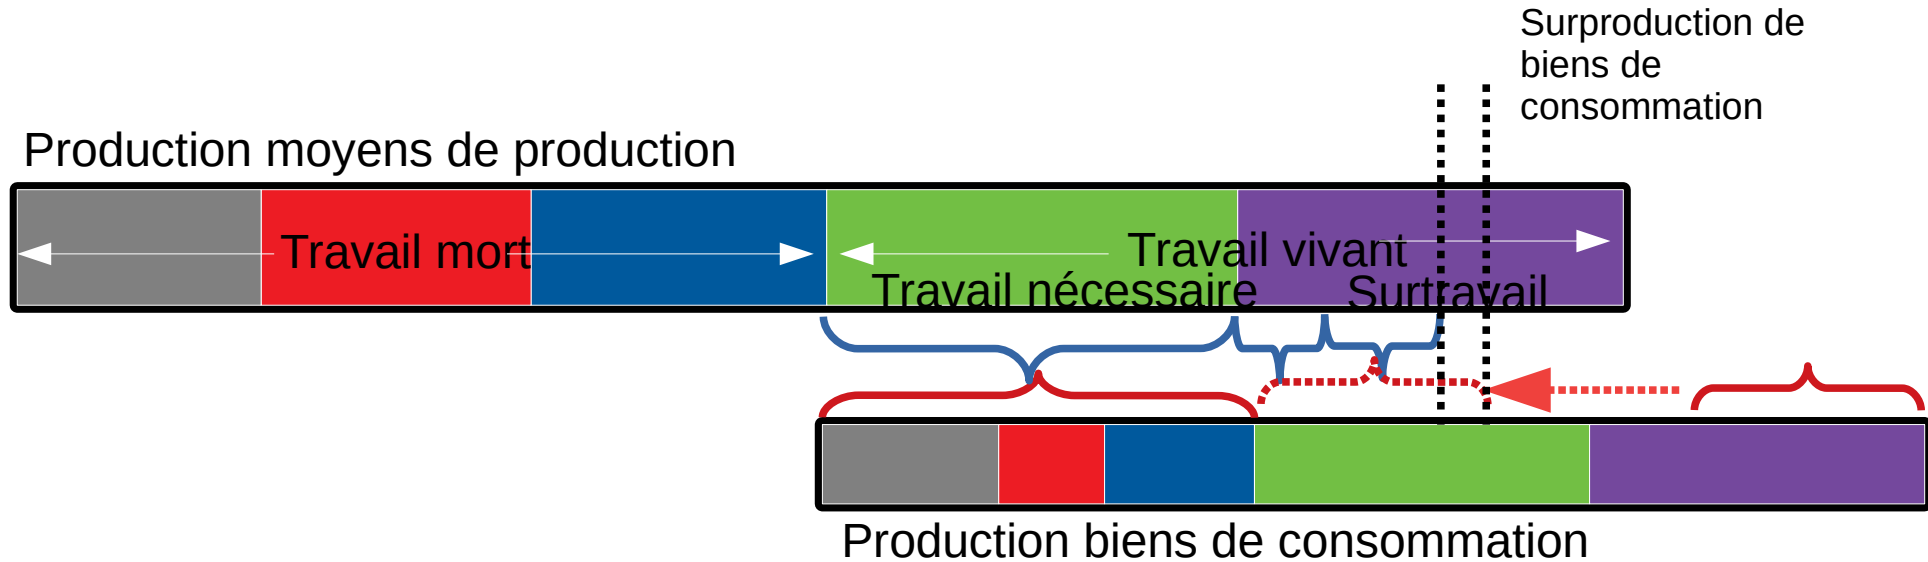 Surproduction de
biens de
consommation
Production moyens de production
Travail mort
Travail vivant
Travail nécessaire
Surtravail
Production biens de consommation